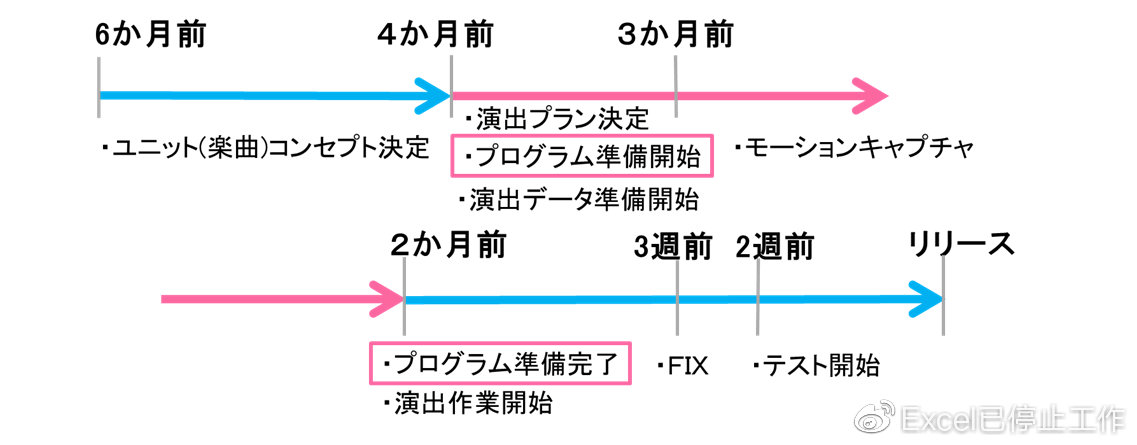 6か月前 4か月前 3か月前
・演出プラン決定
・ユニット(楽曲)コンセプト決定 ・プログラム準備開始 ・モーションキャプチャ
・演出データ準備開始
2か月前 3週前 2週前 リリース
・プログラム準備完了 ・FIX ・テスト開始
・演出作業開始
Excel已停止工作